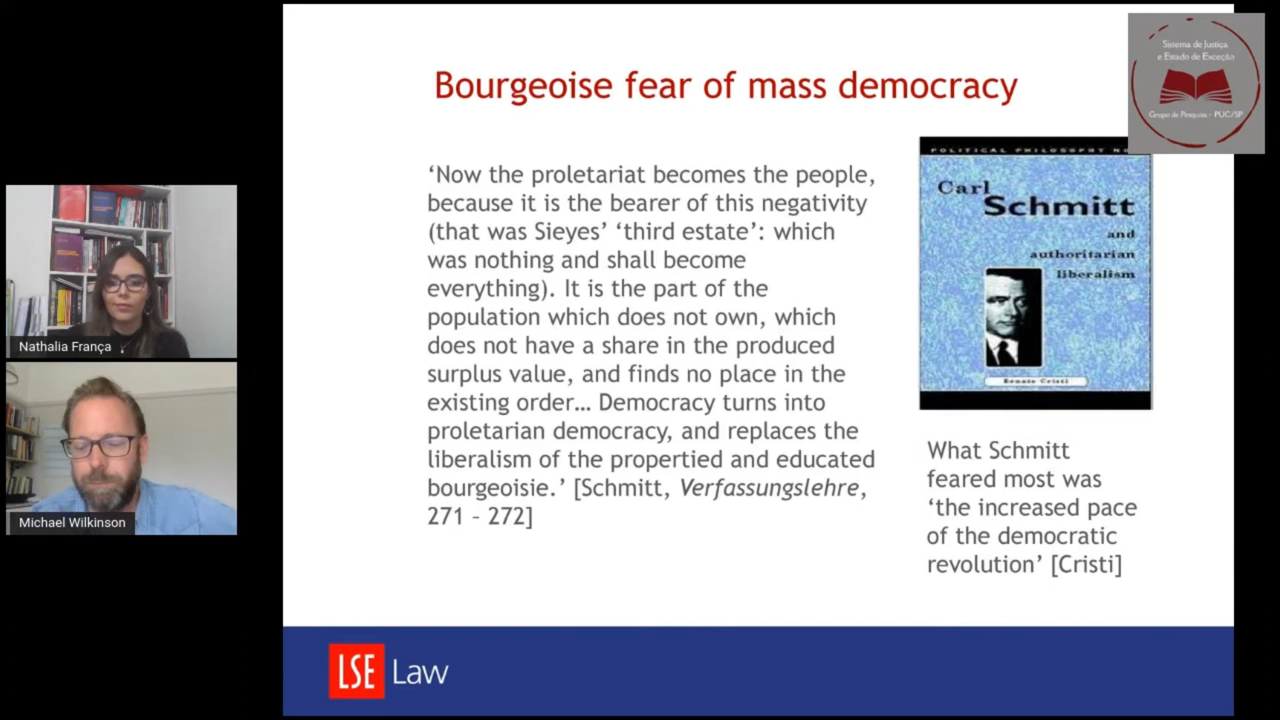 Bourgeoise fear of mass democracy
Sistema de Justiça
e Estado de Exceção
Grupo de Pesquisa - PUC/SP
‘Now the proletariat becomes the people,
because it is the bearer of this negativity
(that was Sieyes’ ‘third estate’: which
was nothing and shall become
everything). It is the part of the
population which does not own, which
does not have a share in the produced
surplus value, and finds no place in the
existing order… Democracy turns into
proletarian democracy, and replaces the
liberalism of the propertied and educated
bourgeoisie.’ [Schmitt, Verfassungslehre,
271 – 272]
POLITICAL PHILOSOPHY
Carl
Schmitt
and
authoritarian
liberalism
Renato Cristi
What Schmitt
feared most was
‘the increased pace
of the democratic
revolution’ [Cristi]
Nathalia França
Michael Wilkinson
LSE Law